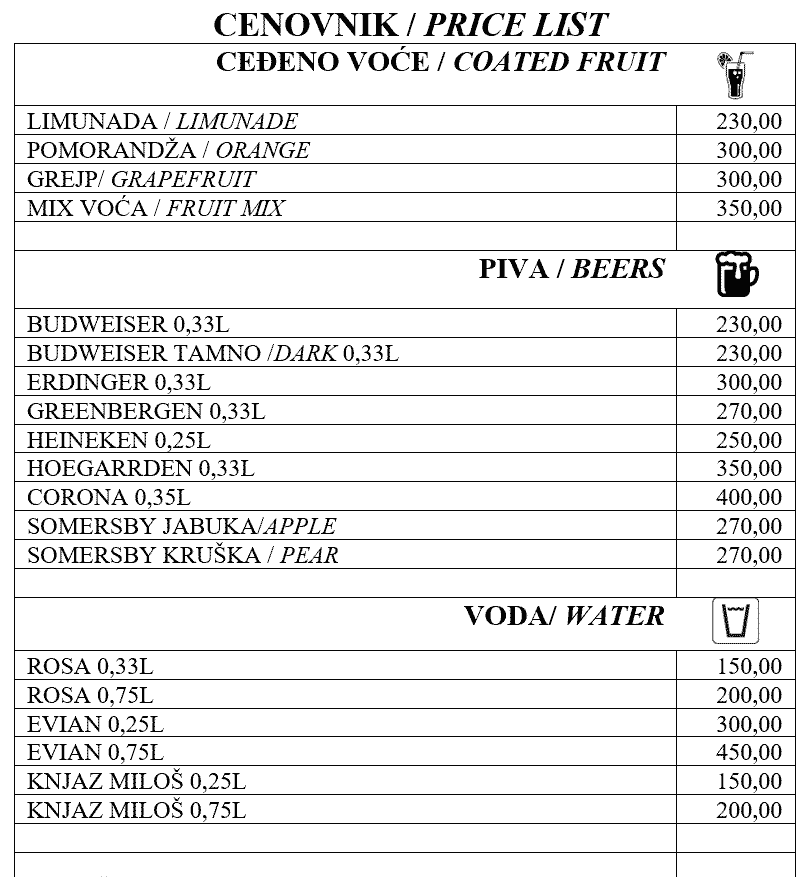 CENOVNIK / PRICE LIST
CEĐENO VOĆE / COATED FRUIT
LIMUNADA / LIMUNADE 230,00
POMORANDŽA / ORANGE 300,00
GREJP/ GRAPEFRUIT 300,00
MIX VOĆA / FRUIT MIX 350,00
PIVA / BEERS
BUDWEISER 0,33L 230,00
BUDWEISER TAMNO /DARK 0,33L 230,00
ERDINGER 0,33L 300,00
GREENBERGEN 0,33L 270,00
HEINEKEN 0,25L 250,00
HOEGARRDEN 0,33L 350,00
CORONA 0,35L 400,00
SOMERSBY JABUKA/APPLE 270,00
SOMERSBY KRUŠKA / PEAR 270,00
VODA/ WATER
ROSA 0,33L 150,00
ROSA 0,75L 200,00
EVIAN 0,25L 300,00
EVIAN 0,75L 450,00
KNJAZ MILOŠ 0,25L 150,00
KNJAZ MILOŠ 0,75L 200,00